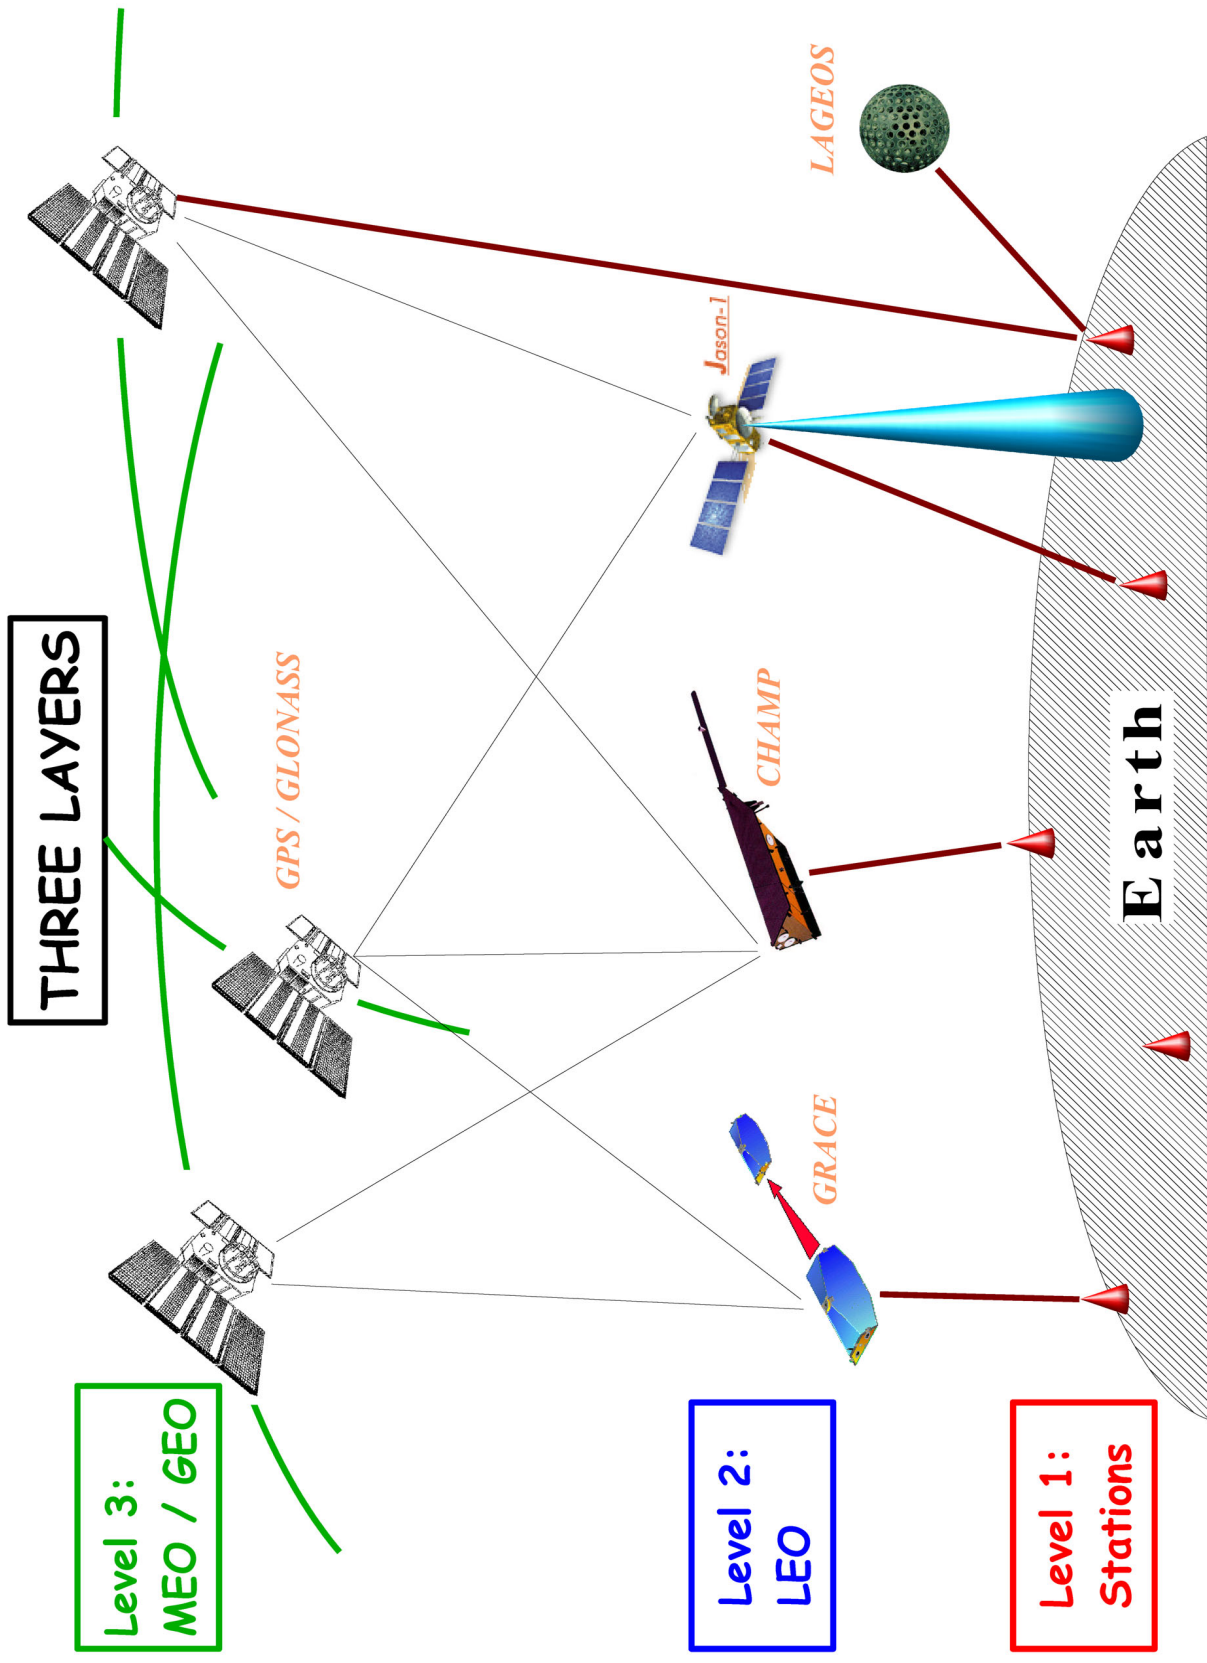 THREE LAYERS
Level 3:
MEO / GEO
GPS / GLONASS
Level 2:
LEO
GRACE
CHAMP
Jason-1
LAGEOS
Level 1:
Stations
Earth